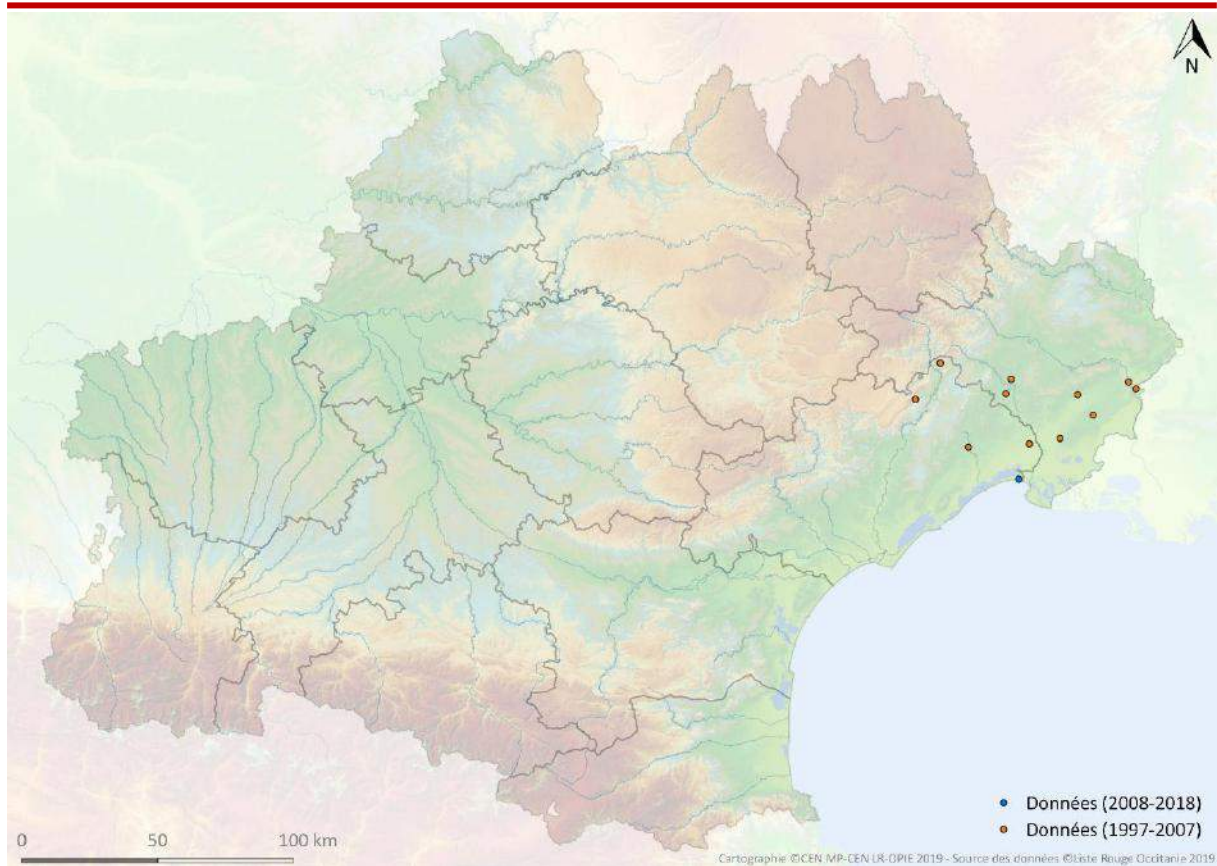 N
Données (2008-2018)
Données (1997-2007)
0 50 100 km
Cartographie ©CEN MP-CEN LR-OPIE 2019 - Source des données ©Liste Rouge Occitanie 2019